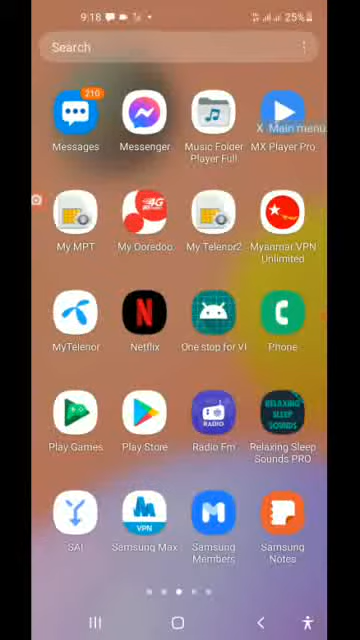 9:18
25%
Search
210
X Main menu
Messages
Messenger
Music Folder
Player Full
MX Player Pro
My MPT
4G
My Ooredoo
My Telenor2
Myanmar VPN
Unlimited
MyTelenor
N
Netflix
One stop for VI
Phone
RADIO
RELAXING
SLEEP
SOUNDS
Play Games
Play Store
Radio Fm
Relaxing Sleep
Sounds PRO
VPN
SAI
Samsung Max
Samsung
Members
Samsung
Notes